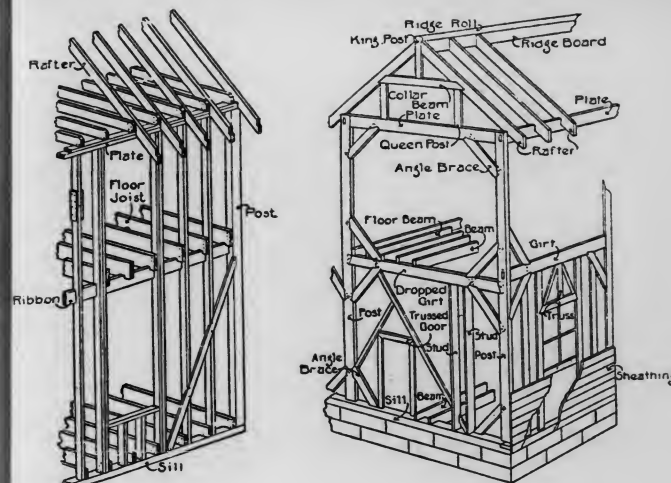 Rafter
Plate
Floor
Joist
Post
Ribbon
Sill
Ridge Roll
King Post
Ridge Board
Collar
Beam
Plate
Plate
Queen Post
Rafter
Angle Brace
Floor Beam
Beam
Girt
Dropped
Girt
Trussed
Door
Post
Stud
Stud
Post
Truss
Angle
Brace
Sill
Beam
Sheathing